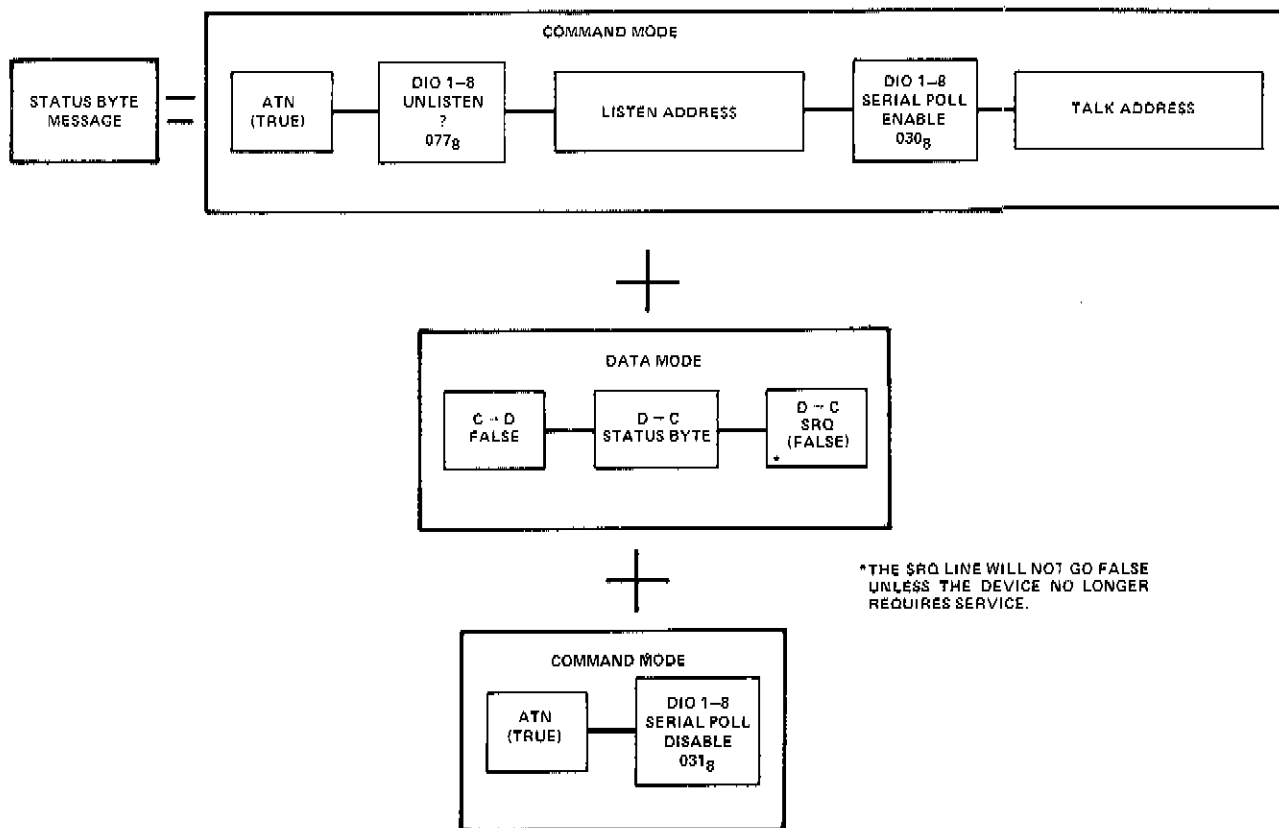 COMMAND MODE
STATUS BYTE
MESSAGE
=
ATN
(TRUE)
DIO 1–8
UNLISTEN
?
077₈
LISTEN ADDRESS
DIO 1–8
SERIAL POLL
ENABLE
030₈
TALK ADDRESS
+
DATA MODE
C → D
FALSE
D → C
STATUS BYTE
D → C
SRQ
(FALSE)
*
+
*THE SRQ LINE WILL NOT GO FALSE
UNLESS THE DEVICE NO LONGER
REQUIRES SERVICE.
COMMAND MODE
ATN
(TRUE)
DIO 1–8
SERIAL POLL
DISABLE
031₈